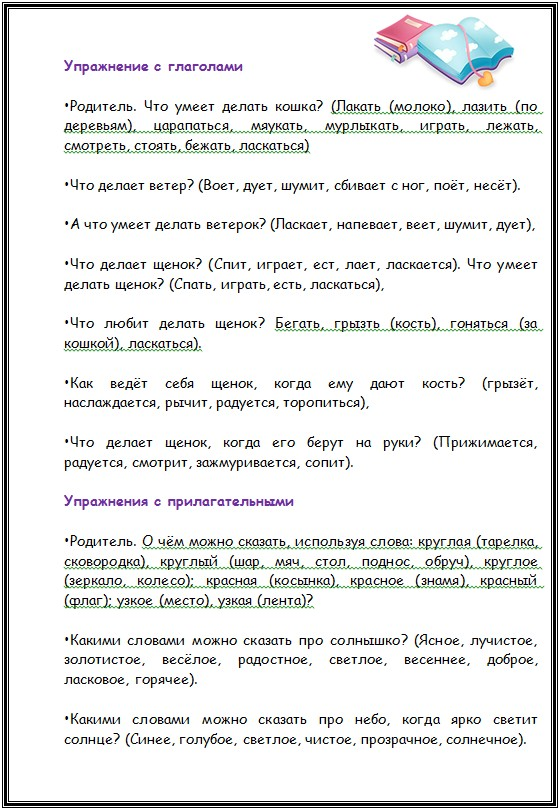 Упражнение с глаголами
•Родитель. Что умеет делать кошка? (Лакать (молоко), лазить (по
деревьям), царапаться, мяукать, мурлыкать, играть, лежать,
смотреть, стоять, бежать, ласкаться)
•Что делает ветер? (Воет, дует, шумит, сбивает с ног, поёт, несёт).
•А что умеет делать ветерок? (Ласкает, напевает, веет, шумит, дует),
•Что делает щенок? (Спит, играет, ест, лает, ласкается). Что умеет
делать щенок? (Спать, играть, есть, ласкаться),
•Что любит делать щенок? Бегать, грызть (кость), гоняться (за
кошкой), ласкаться).
•Как ведёт себя щенок, когда ему дают кость? (грызёт,
наслаждается, рычит, радуется, торопиться),
•Что делает щенок, когда его берут на руки? (Прижимается,
радуется, смотрит, зажмуривается, сопит).
Упражнения с прилагательными
•Родитель. О чём можно сказать, используя слова: круглая (тарелка,
сковородка), круглый (шар, мяч, стол, поднос, обруч), круглое
(зеркало, колесо); красная (косынка), красное (знамя), красный
(флаг); узкое (место), узкая (лента)?
•Какими словами можно сказать про солнышко? (Ясное, лучистое,
золотистое, весёлое, радостное, светлое, весеннее, доброе,
ласковое, горячее).
•Какими словами можно сказать про небо, когда ярко светит
солнце? (Синее, голубое, светлое, чистое, прозрачное, солнечное).